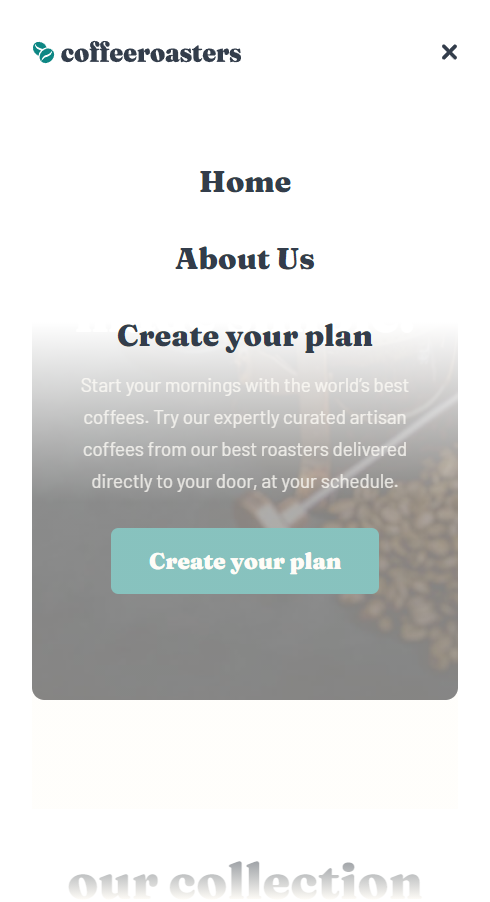 coffeeroasters
Home
About Us
Create your plan
Start your mornings with the world's best
coffees. Try our expertly curated artisan
coffees from our best roasters delivered
directly to your door, at your schedule.
Create your plan
our collection